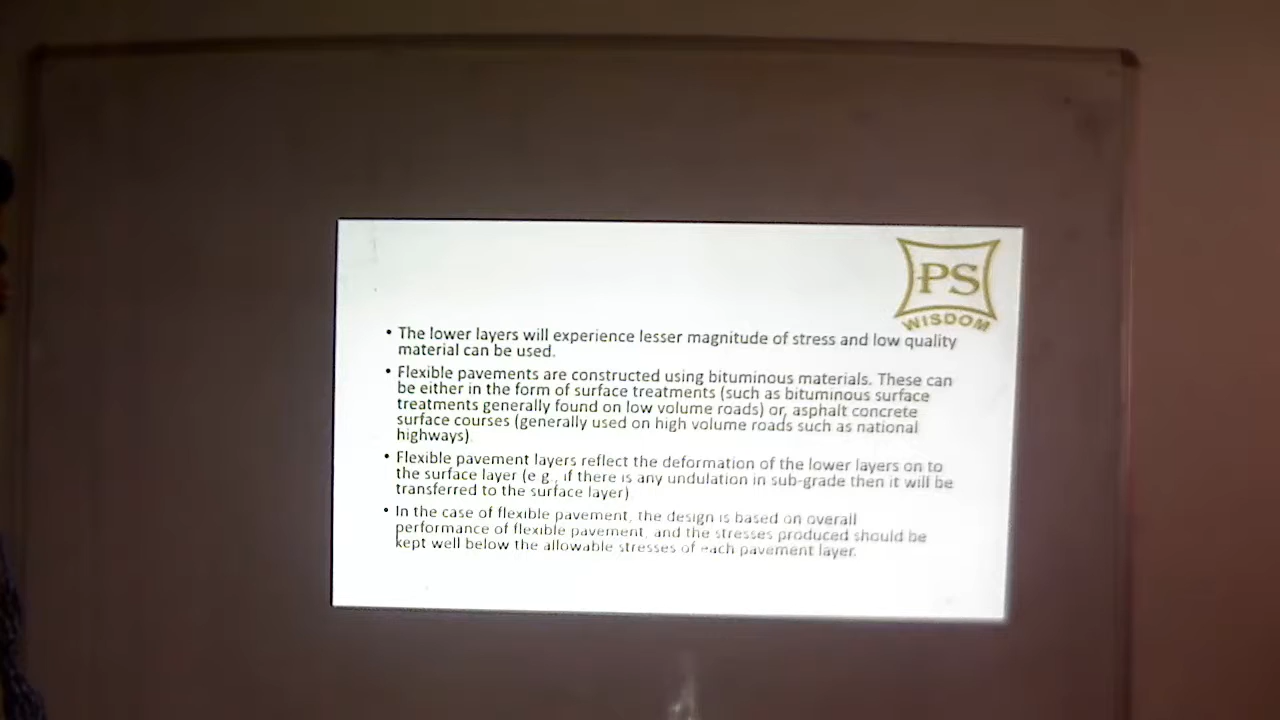 PS
WISDOM
• The lower layers will experience lesser magnitude of stress and low quality
material can be used.
• Flexible pavements are constructed using bituminous materials. These can
be either in the form of surface treatments (such as bituminous surface
treatments generally found on low volume roads) or, asphalt concrete
surface courses (generally used on high volume roads such as national
highways).
• Flexible pavement layers reflect the deformation of the lower layers on to
the surface layer (e.g., if there is any undulation in sub-grade then it will be
transferred to the surface layer).
• In the case of flexible pavement, the design is based on overall
performance of flexible pavement, and the stresses produced should be
kept well below the allowable stresses of each pavement layer.